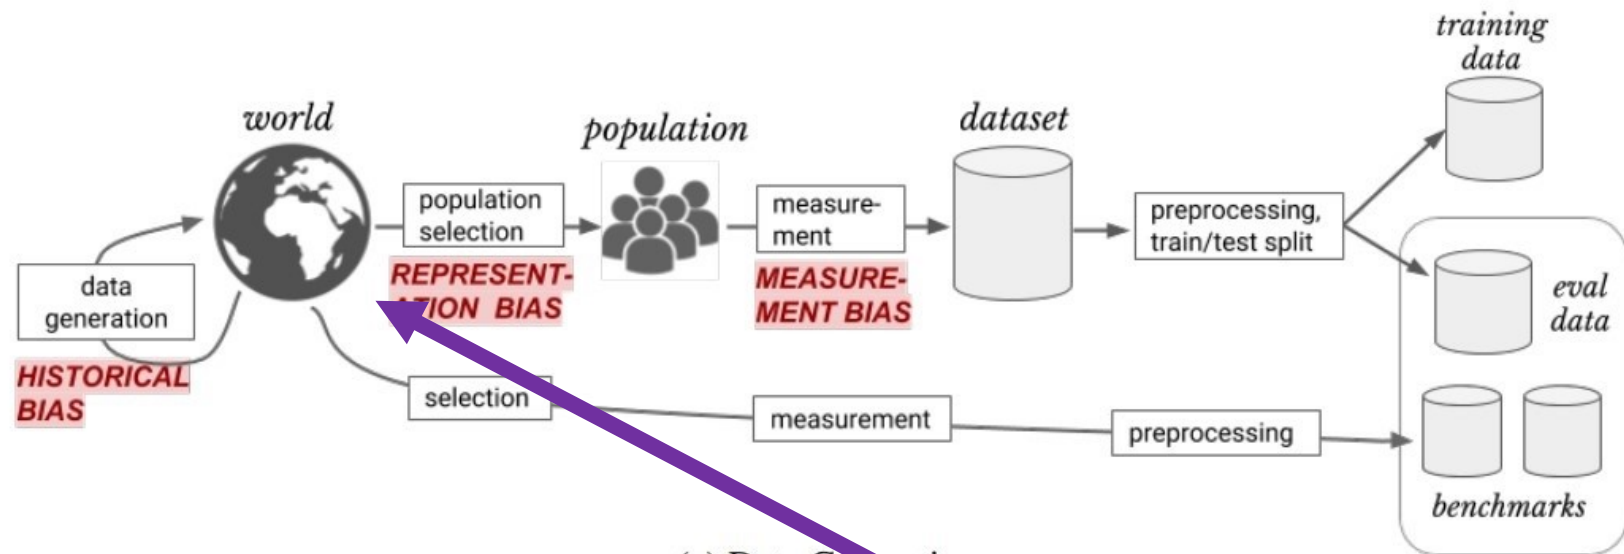 training
data
world
population
dataset
population
selection
measure-
ment
preprocessing,
train/test split
REPRESENT-
ATION BIAS
MEASURE-
MENT BIAS
data
generation
eval
data
HISTORICAL
BIAS
selection
measurement
preprocessing
benchmarks